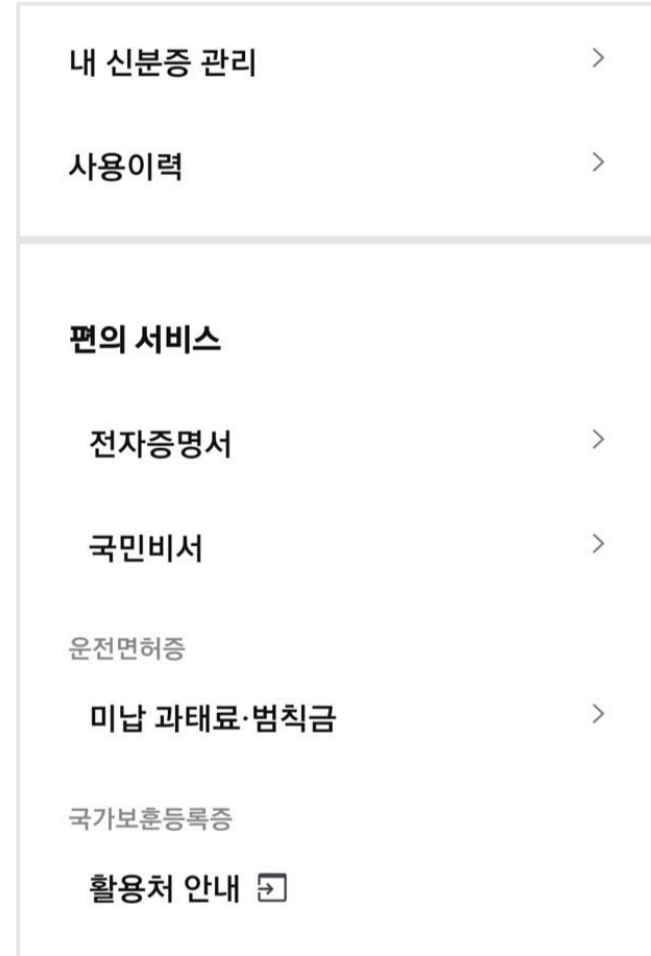 내 신분증 관리
사용이력
편의 서비스
전자증명서
국민비서
운전면허증
미납 과태료·범칙금
국가보훈등록증
활용처 안내